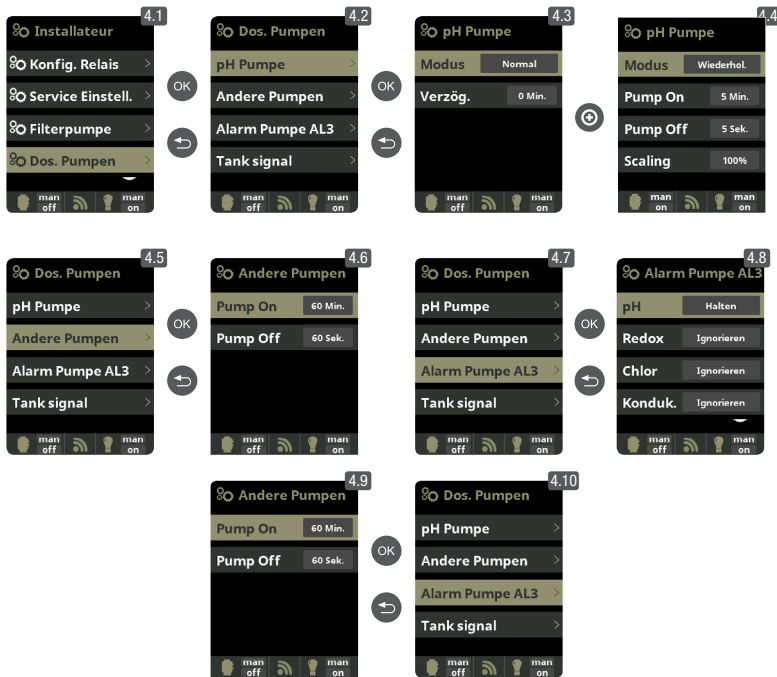 4.1
Installateur
Konfig. Relais
Service Einstell.
Filterpumpe
Dos. Pumpen
man off
man on
OK
4.2
Dos. Pumpen
pH Pumpe
Andere Pumpen
Alarm Pumpe AL3
Tank signal
man off
man on
OK
4.3
pH Pumpe
Modus Normal
Verzög. 0 Min.
man off
man on
4.4
pH Pumpe
Modus Wiederhol.
Pump On 5 Min.
Pump Off 5 Sek.
Scaling 100%
man on
man on
4.5
Dos. Pumpen
pH Pumpe
Andere Pumpen
Alarm Pumpe AL3
Tank signal
man off
man on
OK
4.6
Andere Pumpen
Pump On 60 Min.
Pump Off 60 Sek.
man off
man on
4.7
Dos. Pumpen
pH Pumpe
Andere Pumpen
Alarm Pumpe AL3
Tank signal
man off
man on
OK
4.8
Alarm Pumpe AL3
pH Halten
Redox Ignorieren
Chlor Ignorieren
Konduk. Ignorieren
man off
man on
4.9
Andere Pumpen
Pump On 60 Min.
Pump Off 60 Sek.
man off
man on
OK
4.10
Dos. Pumpen
pH Pumpe
Andere Pumpen
Alarm Pumpe AL3
Tank signal
man off
man on